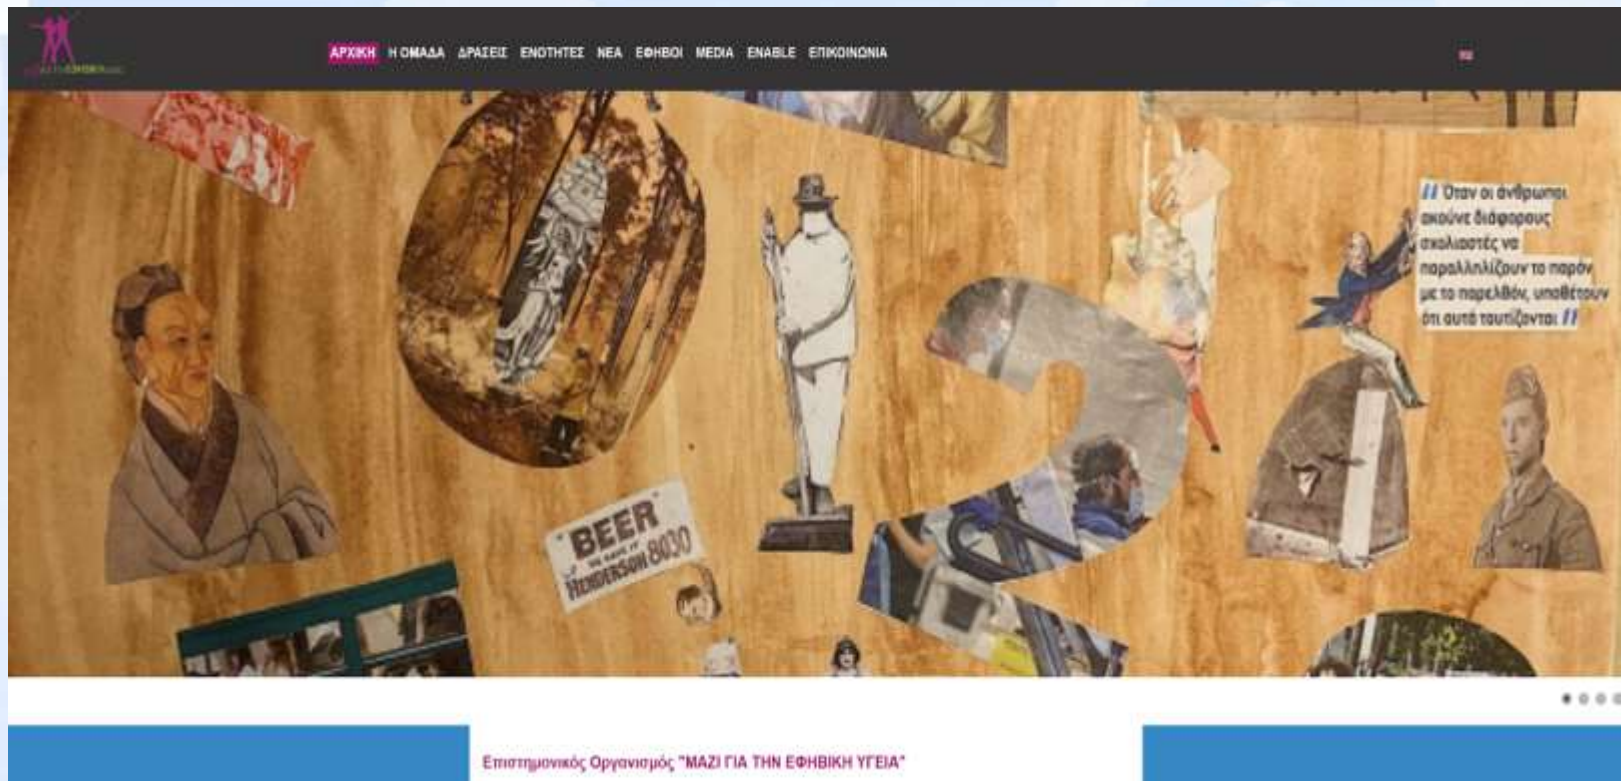 ΑΡΧΙΚΗ Η ΟΜΑΔΑ ΔΡΑΣΕΙΣ ΕΝΟΤΗΤΕΣ ΝΕΑ ΕΦΗΒΟΙ MEDIA ENABLE ΕΠΙΚΟΙΝΩΝΙΑ
Όταν οι άνθρωποι
ακούνε διάφορους
σχολιαστές να
παραλληλίζουν το παρόν
με το παρελθόν, υποθέτουν
ότι αυτά ταυτίζονται
"BEER"
HENDERSON 8030
Επιστημονικός Οργανισμός "ΜΑΖΙ ΓΙΑ ΤΗΝ ΕΦΗΒΙΚΗ ΥΓΕΙΑ"